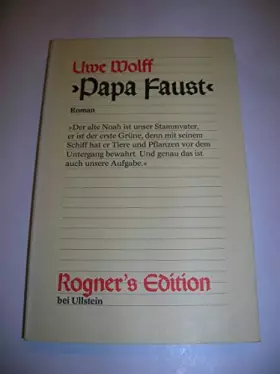 Uwe Wolff
›Papa Faust‹
Roman
»Der alte Noah ist unser Stammvater,
er ist der erste Grüne, denn mit seinem
Schiff hat er Tiere und Pflanzen vor dem
Untergang bewahrt. Und genau das ist
auch unsere Aufgabe.«
Rogner's Edition
bei Ullstein